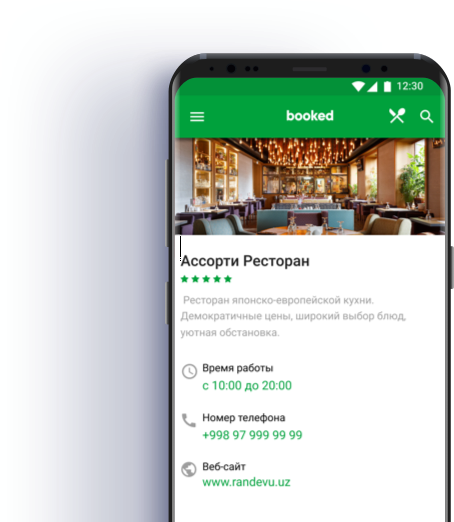 12:30
booked
Ассорти Ресторан
Ресторан японско-европейской кухни.
Демократичные цены, широкий выбор блюд,
уютная обстановка.
Время работы
с 10:00 до 20:00
Номер телефона
+998 97 999 99 99
Веб-сайт
www.randevu.uz